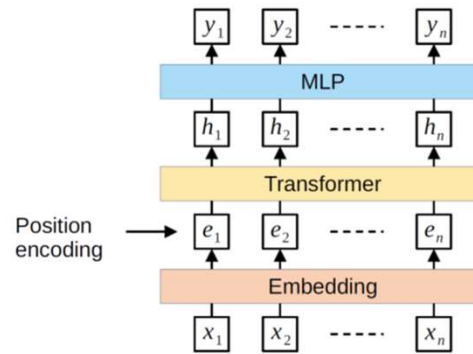 y₁ y₂ yₙ
MLP
h₁ h₂ hₙ
Transformer
Position
encoding
e₁ e₂ eₙ
Embedding
x₁ x₂ xₙ